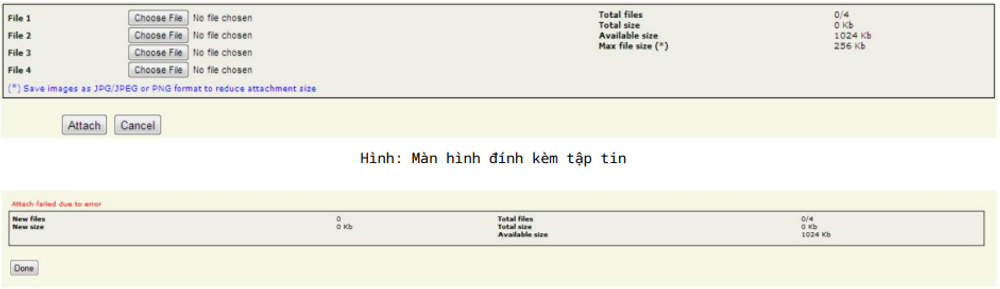 File 1 Choose File No file chosen Total files 0/4
Total size 0 Kb
File 2 Choose File No file chosen Available size 1024 Kb
Max file size (*) 256 Kb
File 3 Choose File No file chosen
File 4 Choose File No file chosen
(*) Save images as JPG/JPEG or PNG format to reduce attachment size
Attach Cancel
Hình: Màn hình đính kèm tập tin
Attach failed due to error
New files 0 Total files 0/4
New size 0 Kb Total size 0 Kb
Available size 1024 Kb
Done